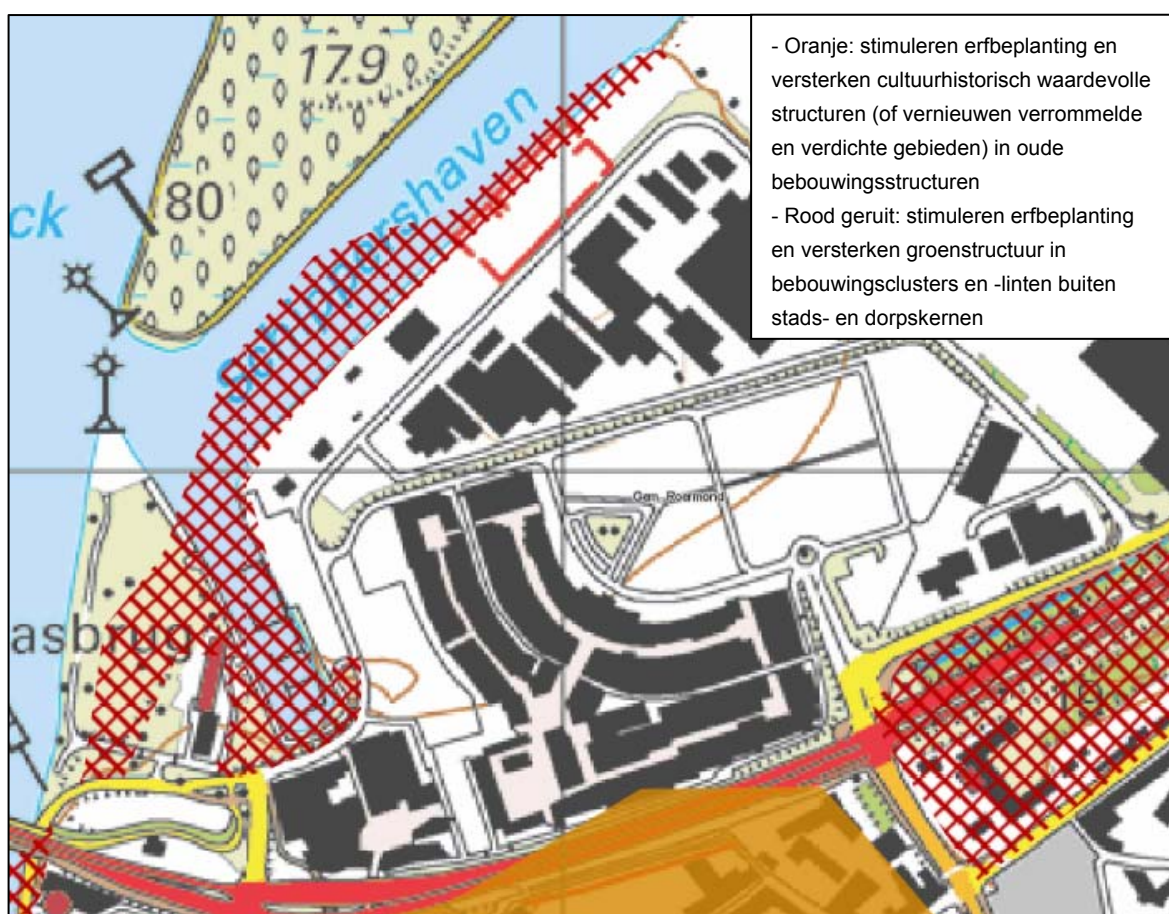 - Oranje: stimuleren erfbeplanting en
versterken cultuurhistorisch waardevolle
structuren (of vernieuwen verrommelde
en verdichte gebieden) in oude
bebouwingsstructuren
- Rood geruit: stimuleren erfbeplanting
en versterken groenstructuur in
bebouwingsclusters en -linten buiten
stads- en dorpskernen
17.9
80
ck
Schippershaven
Gem. Roermond
asbrug